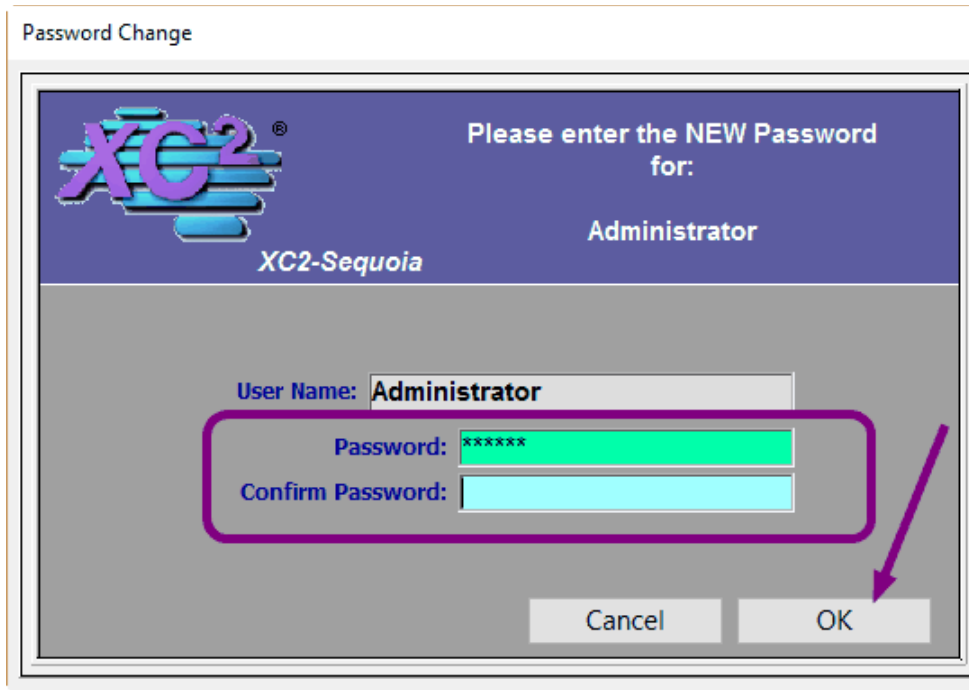 Password Change
XC2®
XC2-Sequoia
Please enter the NEW Password
for:
Administrator
User Name: Administrator
Password: ******
Confirm Password:
Cancel OK